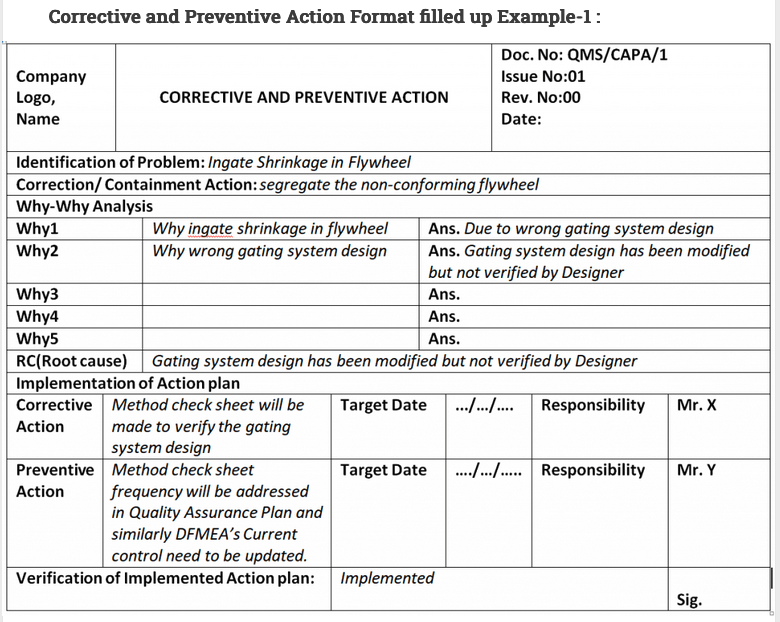 Corrective and Preventive Action Format filled up Example-1 :
Company
Logo,
Name
CORRECTIVE AND PREVENTIVE ACTION
Doc. No: QMS/CAPA/1
Issue No:01
Rev. No:00
Date:
Identification of Problem: Ingate Shrinkage in Flywheel
Correction/ Containment Action: segregate the non-conforming flywheel
Why-Why Analysis
Why1 Why ingate shrinkage in flywheel Ans. Due to wrong gating system design
Why2 Why wrong gating system design Ans. Gating system design has been modified
but not verified by Designer
Why3 Ans.
Why4 Ans.
Why5 Ans.
RC(Root cause) Gating system design has been modified but not verified by Designer
Implementation of Action plan
Corrective
Action
Method check sheet will be
made to verify the gating
system design
Target Date
.../.../....
Responsibility
Mr. X
Preventive
Action
Method check sheet
frequency will be addressed
in Quality Assurance Plan and
similarly DFMEA's Current
control need to be updated.
Target Date
..../.../.....
Responsibility
Mr. Y
Verification of Implemented Action plan: Implemented
Sig.